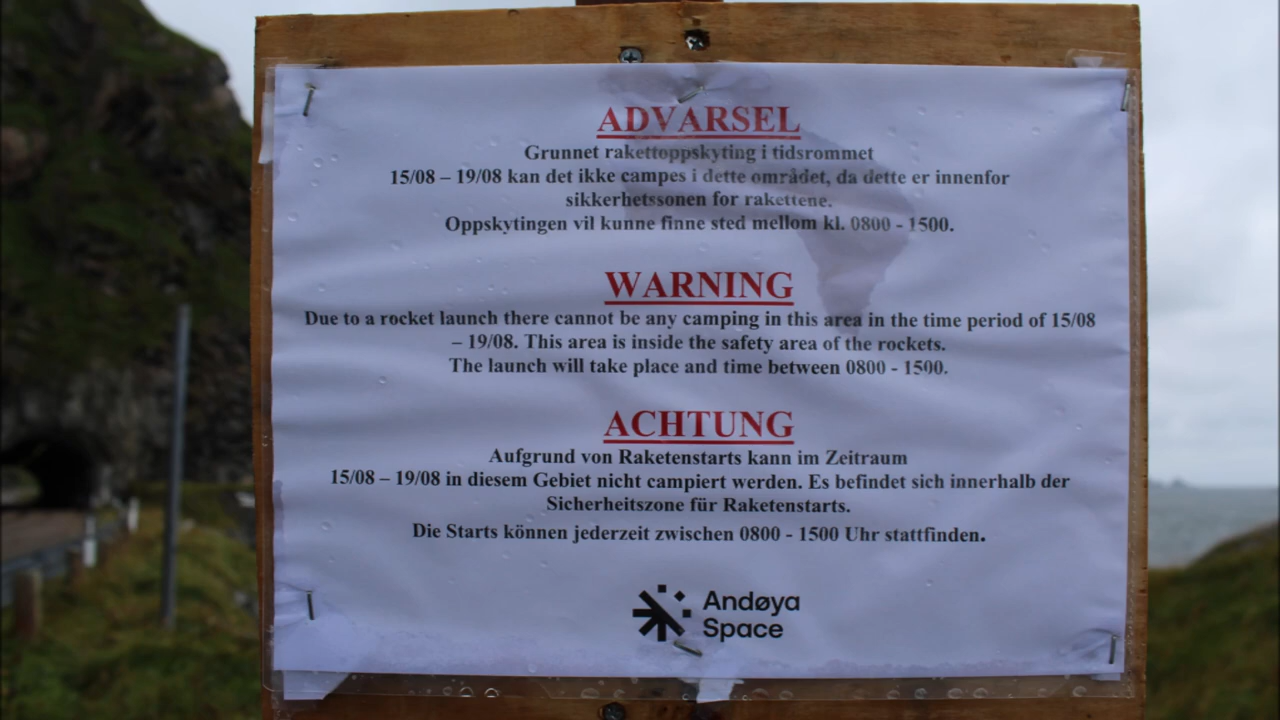 ADVARSEL
Grunnet rakettoppskyting i tidsrommet
15/08 – 19/08 kan det ikke campes i dette området, da dette er innenfor
sikkerhetssonen for rakettene.
Oppskytingen vil kunne finne sted mellom kl. 0800 - 1500.
WARNING
Due to a rocket launch there cannot be any camping in this area in the time period of 15/08
– 19/08. This area is inside the safety area of the rockets.
The launch will take place and time between 0800 - 1500.
ACHTUNG
Aufgrund von Raketenstarts kann im Zeitraum
15/08 – 19/08 in diesem Gebiet nicht campiert werden. Es befindet sich innerhalb der
Sicherheitszone für Raketenstarts.
Die Starts können jederzeit zwischen 0800 - 1500 Uhr stattfinden.
Andøya
Space